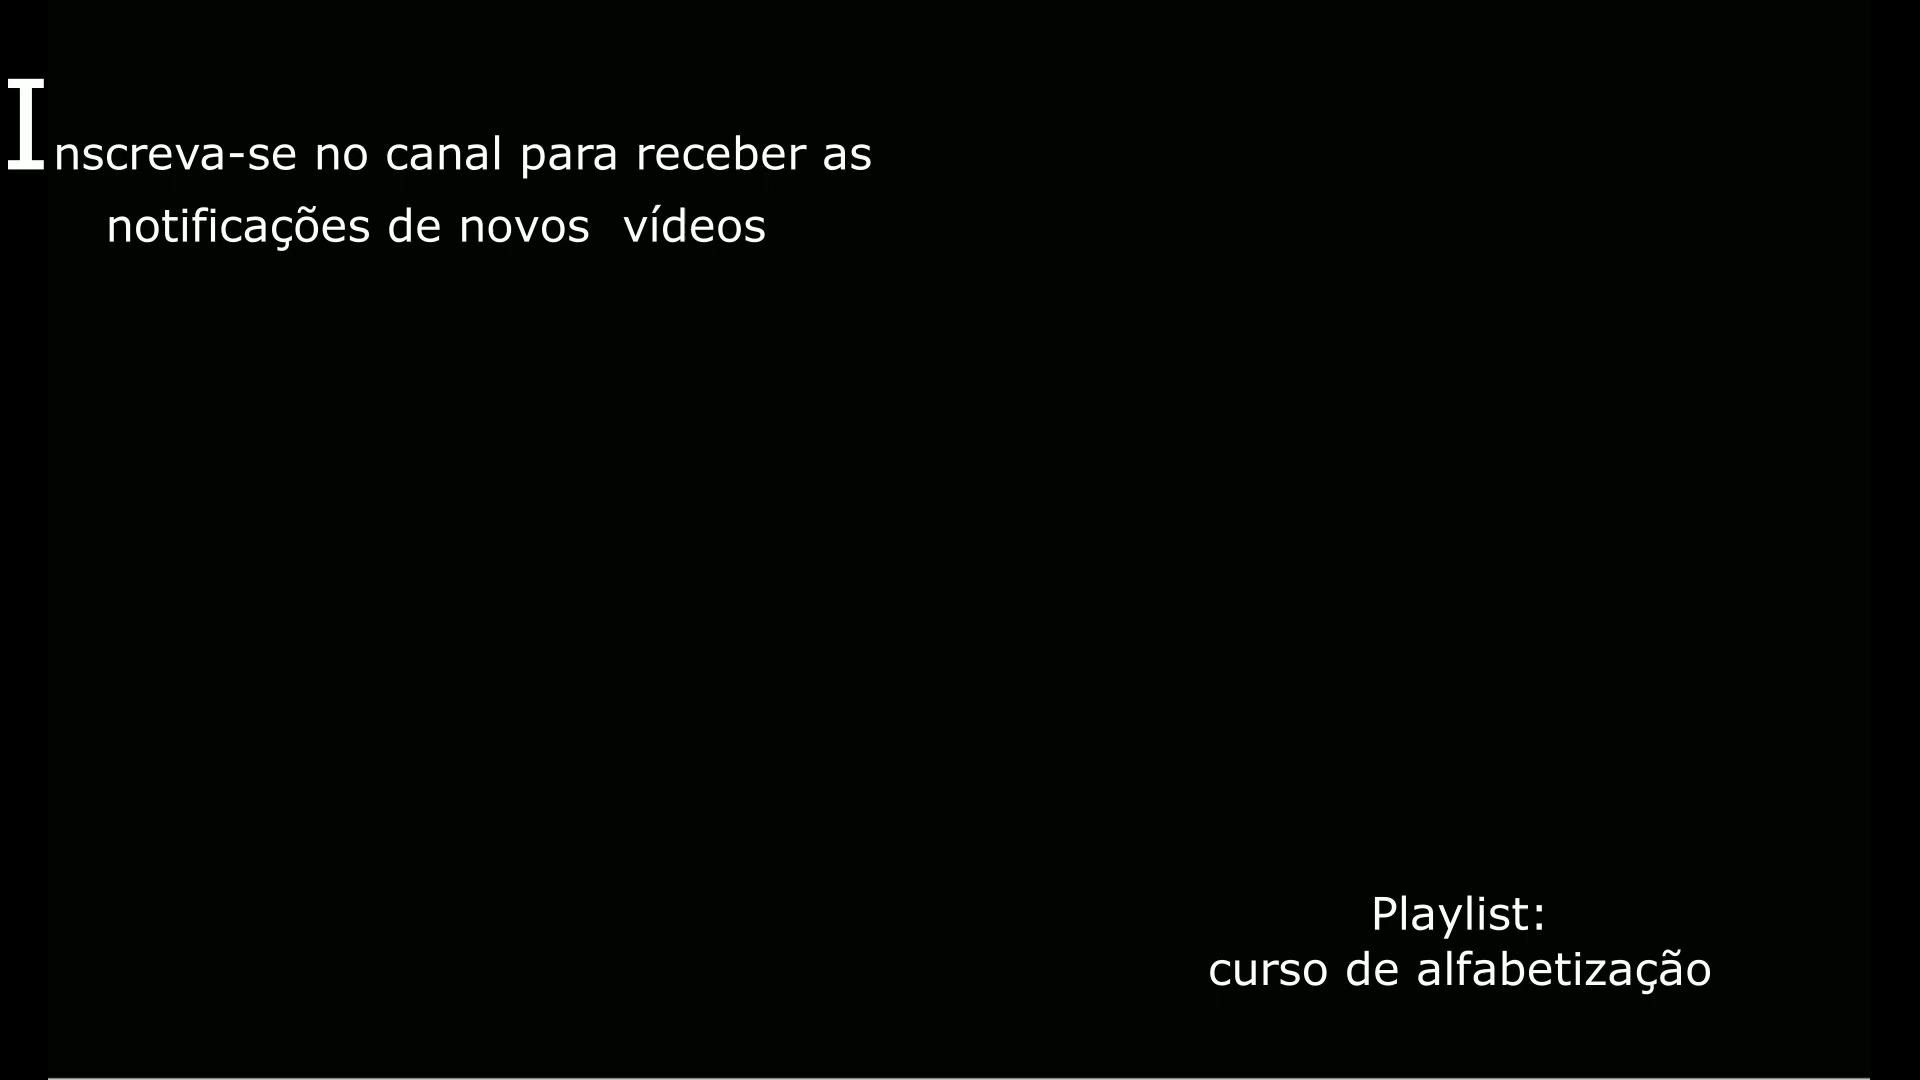 Inscreva-se no canal para receber as
notificações de novos  vídeos
Playlist:
curso de alfabetização